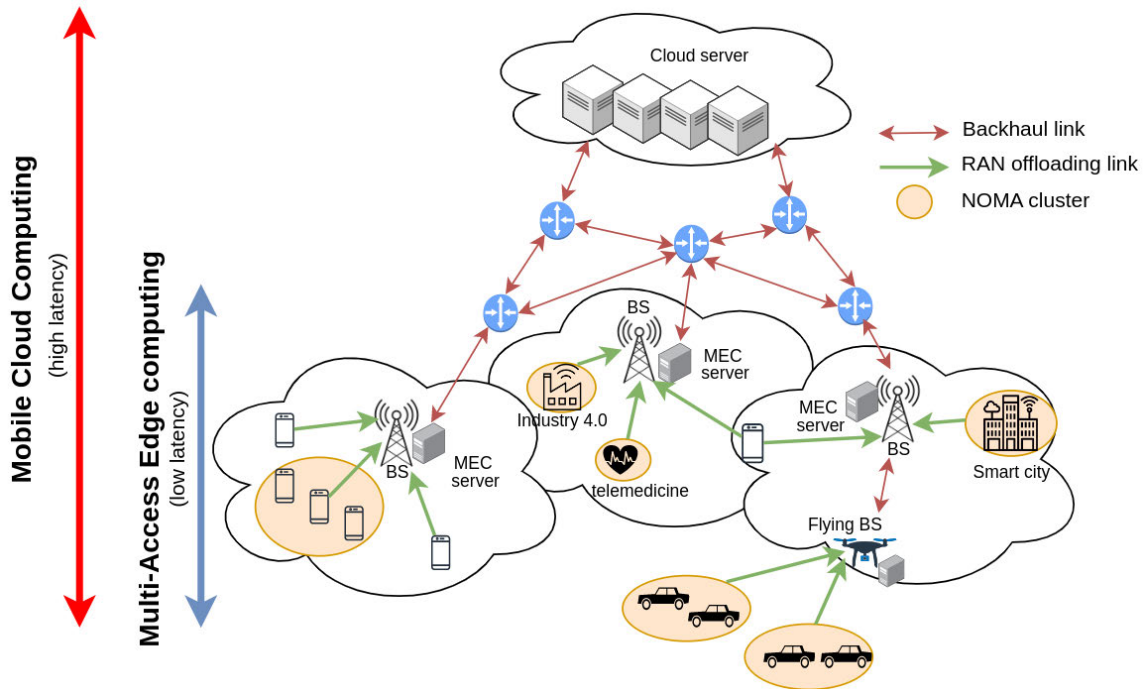 Cloud server
Backhaul link
RAN offloading link
NOMA cluster
Mobile Cloud Computing
(high latency)
Multi-Access Edge computing
(low latency)
BS
MEC
server
Industry 4.0
telemedicine
BS
MEC
server
MEC
server
BS
Smart city
Flying BS